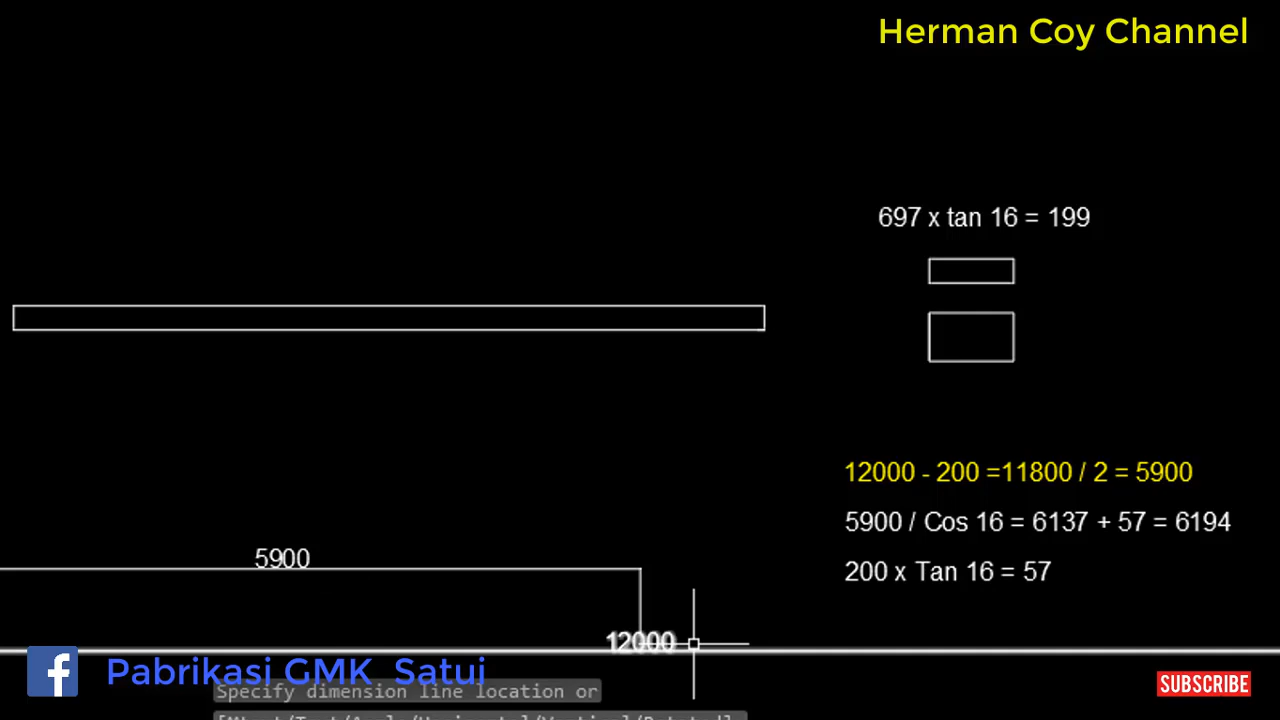 Herman Coy Channel
697 x tan 16 = 199
12000 - 200 =11800 / 2 = 5900
5900 / Cos 16 = 6137 + 57 = 6194
5900
200 x Tan 16 = 57
12000
Pabrikasi GMK Satui
Specify dimension line location or
SUBSCRIBE